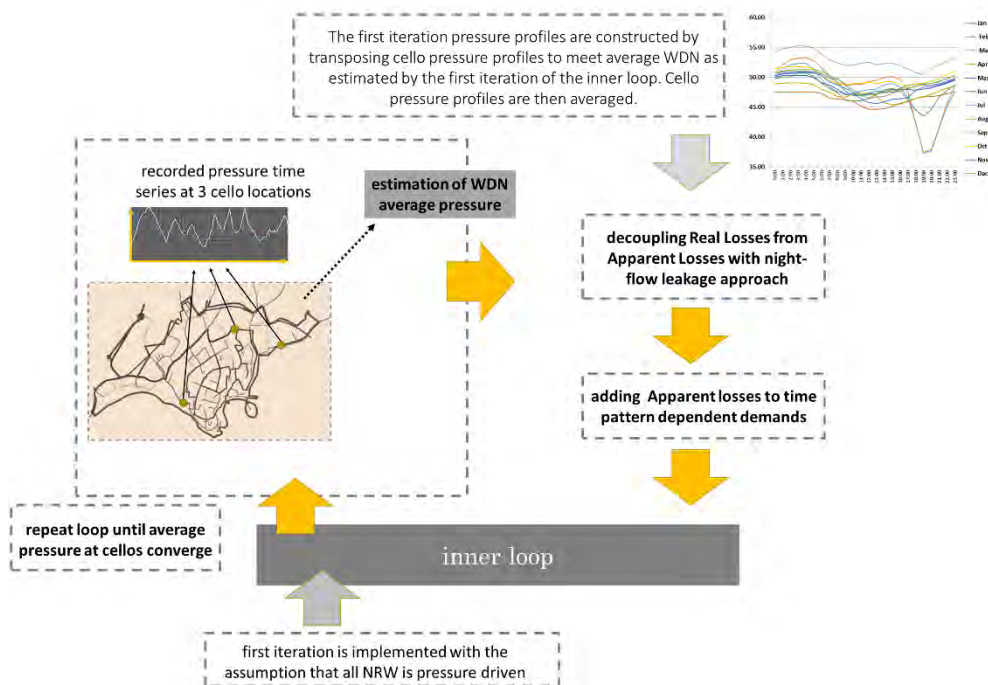 The first iteration pressure profiles are constructed by
transposing cello pressure profiles to meet average WDN as
estimated by the first iteration of the inner loop. Cello
pressure profiles are then averaged.
60.00
55.00
50.00
45.00
40.00
35.00
Jan
Feb
Ma
Apr
May
Jun
Jul
Aug
Sep
Oct
Nov
Dec
recorded pressure time
series at 3 cello locations
estimation of WDN
average pressure
decoupling Real Losses from
Apparent Losses with night-
flow leakage approach
adding Apparent losses to time
pattern dependent demands
repeat loop until average
pressure at cellos converge
inner loop
first iteration is implemented with the
assumption that all NRW is pressure driven